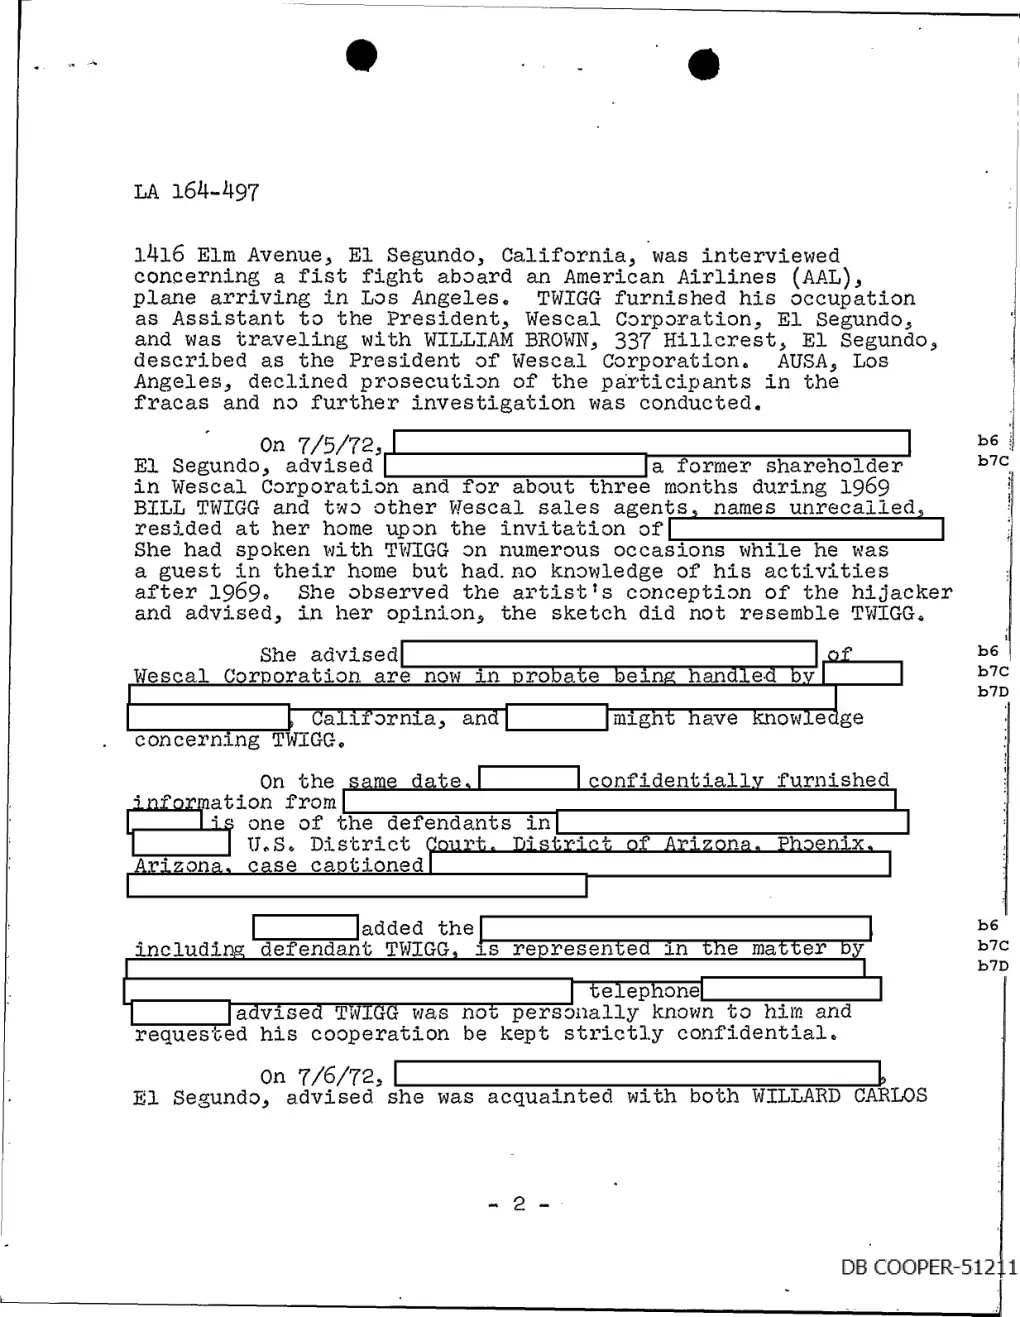 LA 164-497
1416 Elm Avenue, El Segundo, California, was interviewed
concerning a fist fight aboard an American Airlines (AAL),
plane arriving in Los Angeles. TWIGG furnished his occupation
as Assistant to the President, Wescal Corporation, El Segundo,
and was traveling with WILLIAM BROWN, 337 Hillcrest, El Segundo,
described as the President of Wescal Corporation. AUSA, Los
Angeles, declined prosecution of the participants in the
fracas and no further investigation was conducted.
On 7/5/72, b6
El Segundo, advised a former shareholder b7C
in Wescal Corporation and for about three months during 1969
BILL TWIGG and two other Wescal sales agents, names unrecalled,
resided at her home upon the invitation of
She had spoken with TWIGG on numerous occasions while he was
a guest in their home but had no knowledge of his activities
after 1969. She observed the artist's conception of the hijacker
and advised, in her opinion, the sketch did not resemble TWIGG.
She advised of b6
Wescal Corporation are now in probate being handled by b7C
b7D
, California, and might have knowledge
concerning TWIGG.
On the same date, confidentially furnished
information from
is one of the defendants in
U.S. District Court, District of Arizona, Phoenix,
Arizona, case captioned
added the b6
including defendant TWIGG, is represented in the matter by b7C
b7D
telephone
advised TWIGG was not personally known to him and
requested his cooperation be kept strictly confidential.
On 7/6/72, ,
El Segundo, advised she was acquainted with both WILLARD CARLOS
- 2 -
DB COOPER-51211